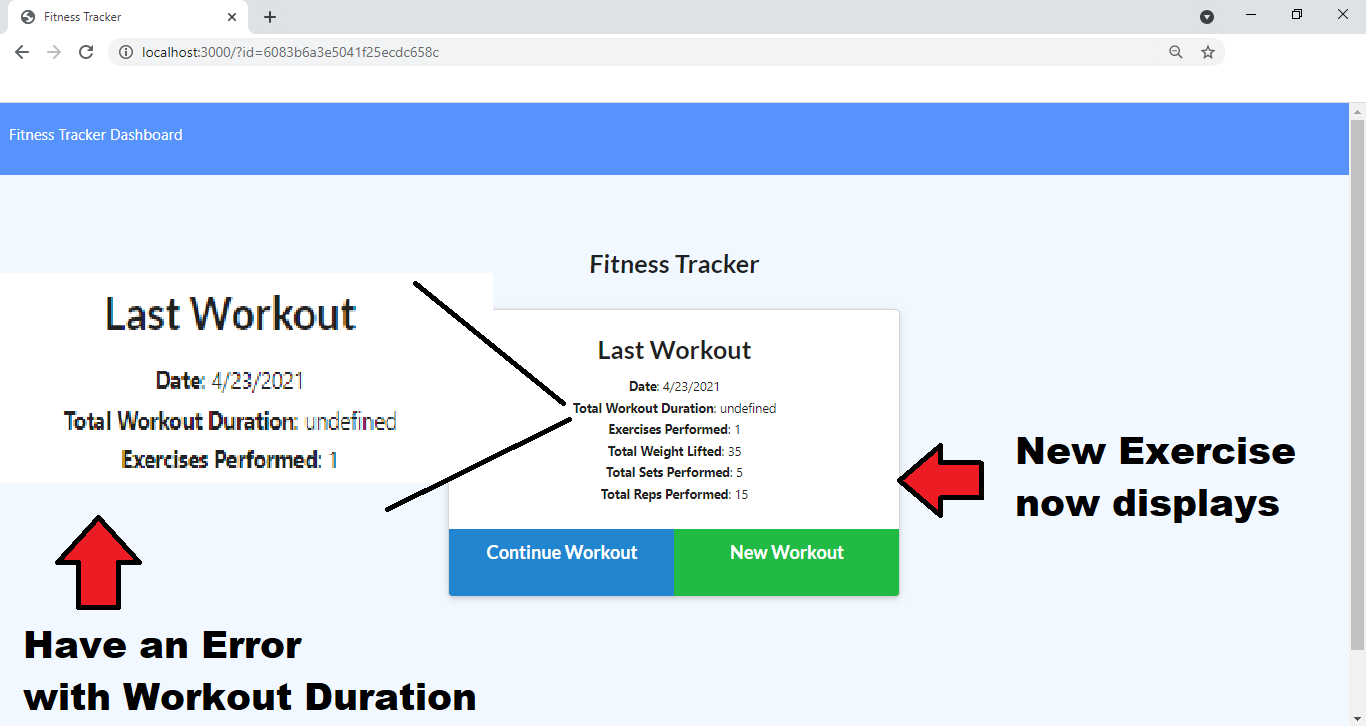 Fitness Tracker
localhost:3000/?id=6083b6a3e5041f25ecdc658c
Fitness Tracker Dashboard
Fitness Tracker
Last Workout
Date: 4/23/2021
Total Workout Duration: undefined
Exercises Performed: 1
Last Workout
Date: 4/23/2021
Total Workout Duration: undefined
Exercises Performed: 1
Total Weight Lifted: 35
Total Sets Performed: 5
Total Reps Performed: 15
Continue Workout
New Workout
New Exercise
now displays
Have an Error
with Workout Duration